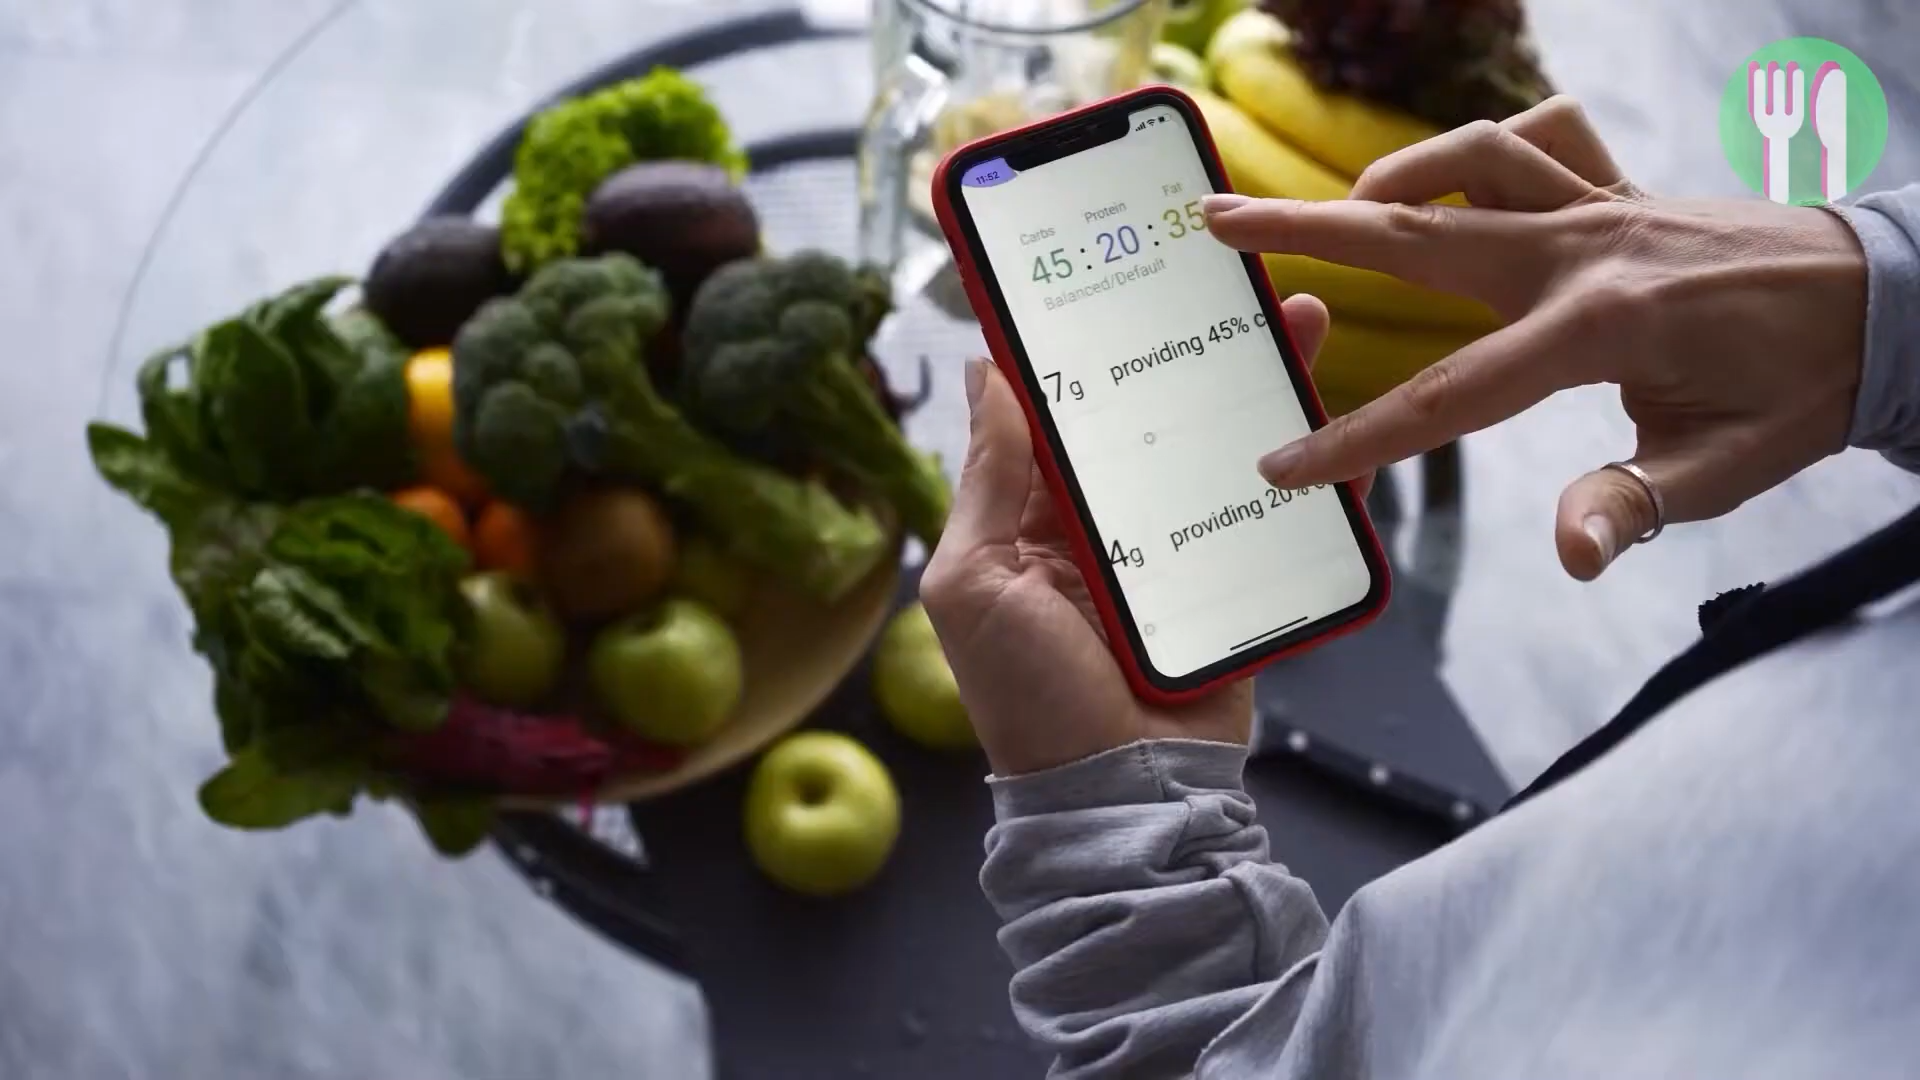 11:52
Carbs Protein Fat
45 : 20 : 35
Balanced/Default
7g providing 45%
4g providing 20%